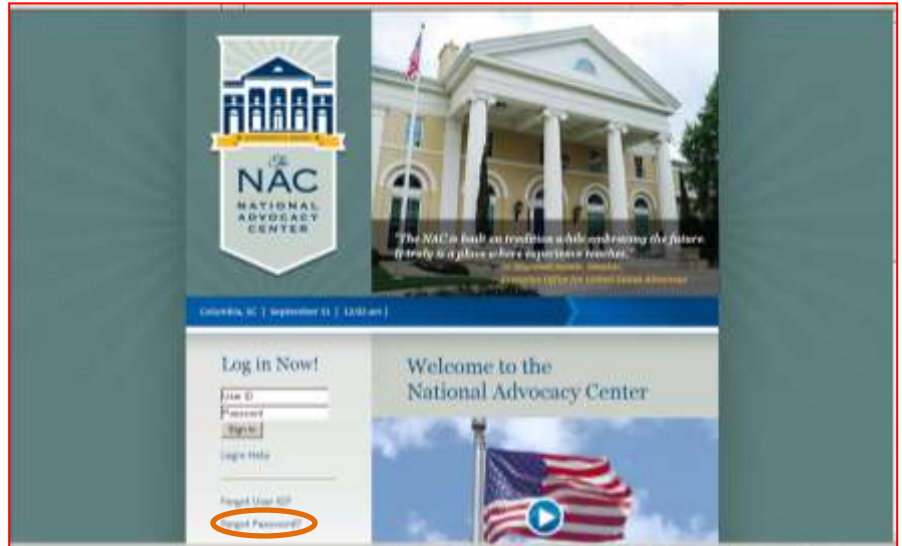 The
NAC
NATIONAL
ADVOCACY
CENTER
"The NAC is built on tradition while embracing the future.
It truly is a place where experience teaches."
Columbia, SC | September 11 | 12:02 am |
Log in Now!
User ID
Password
Sign In
Login Help
Forgot User ID?
Forgot Password?
Welcome to the
National Advocacy Center